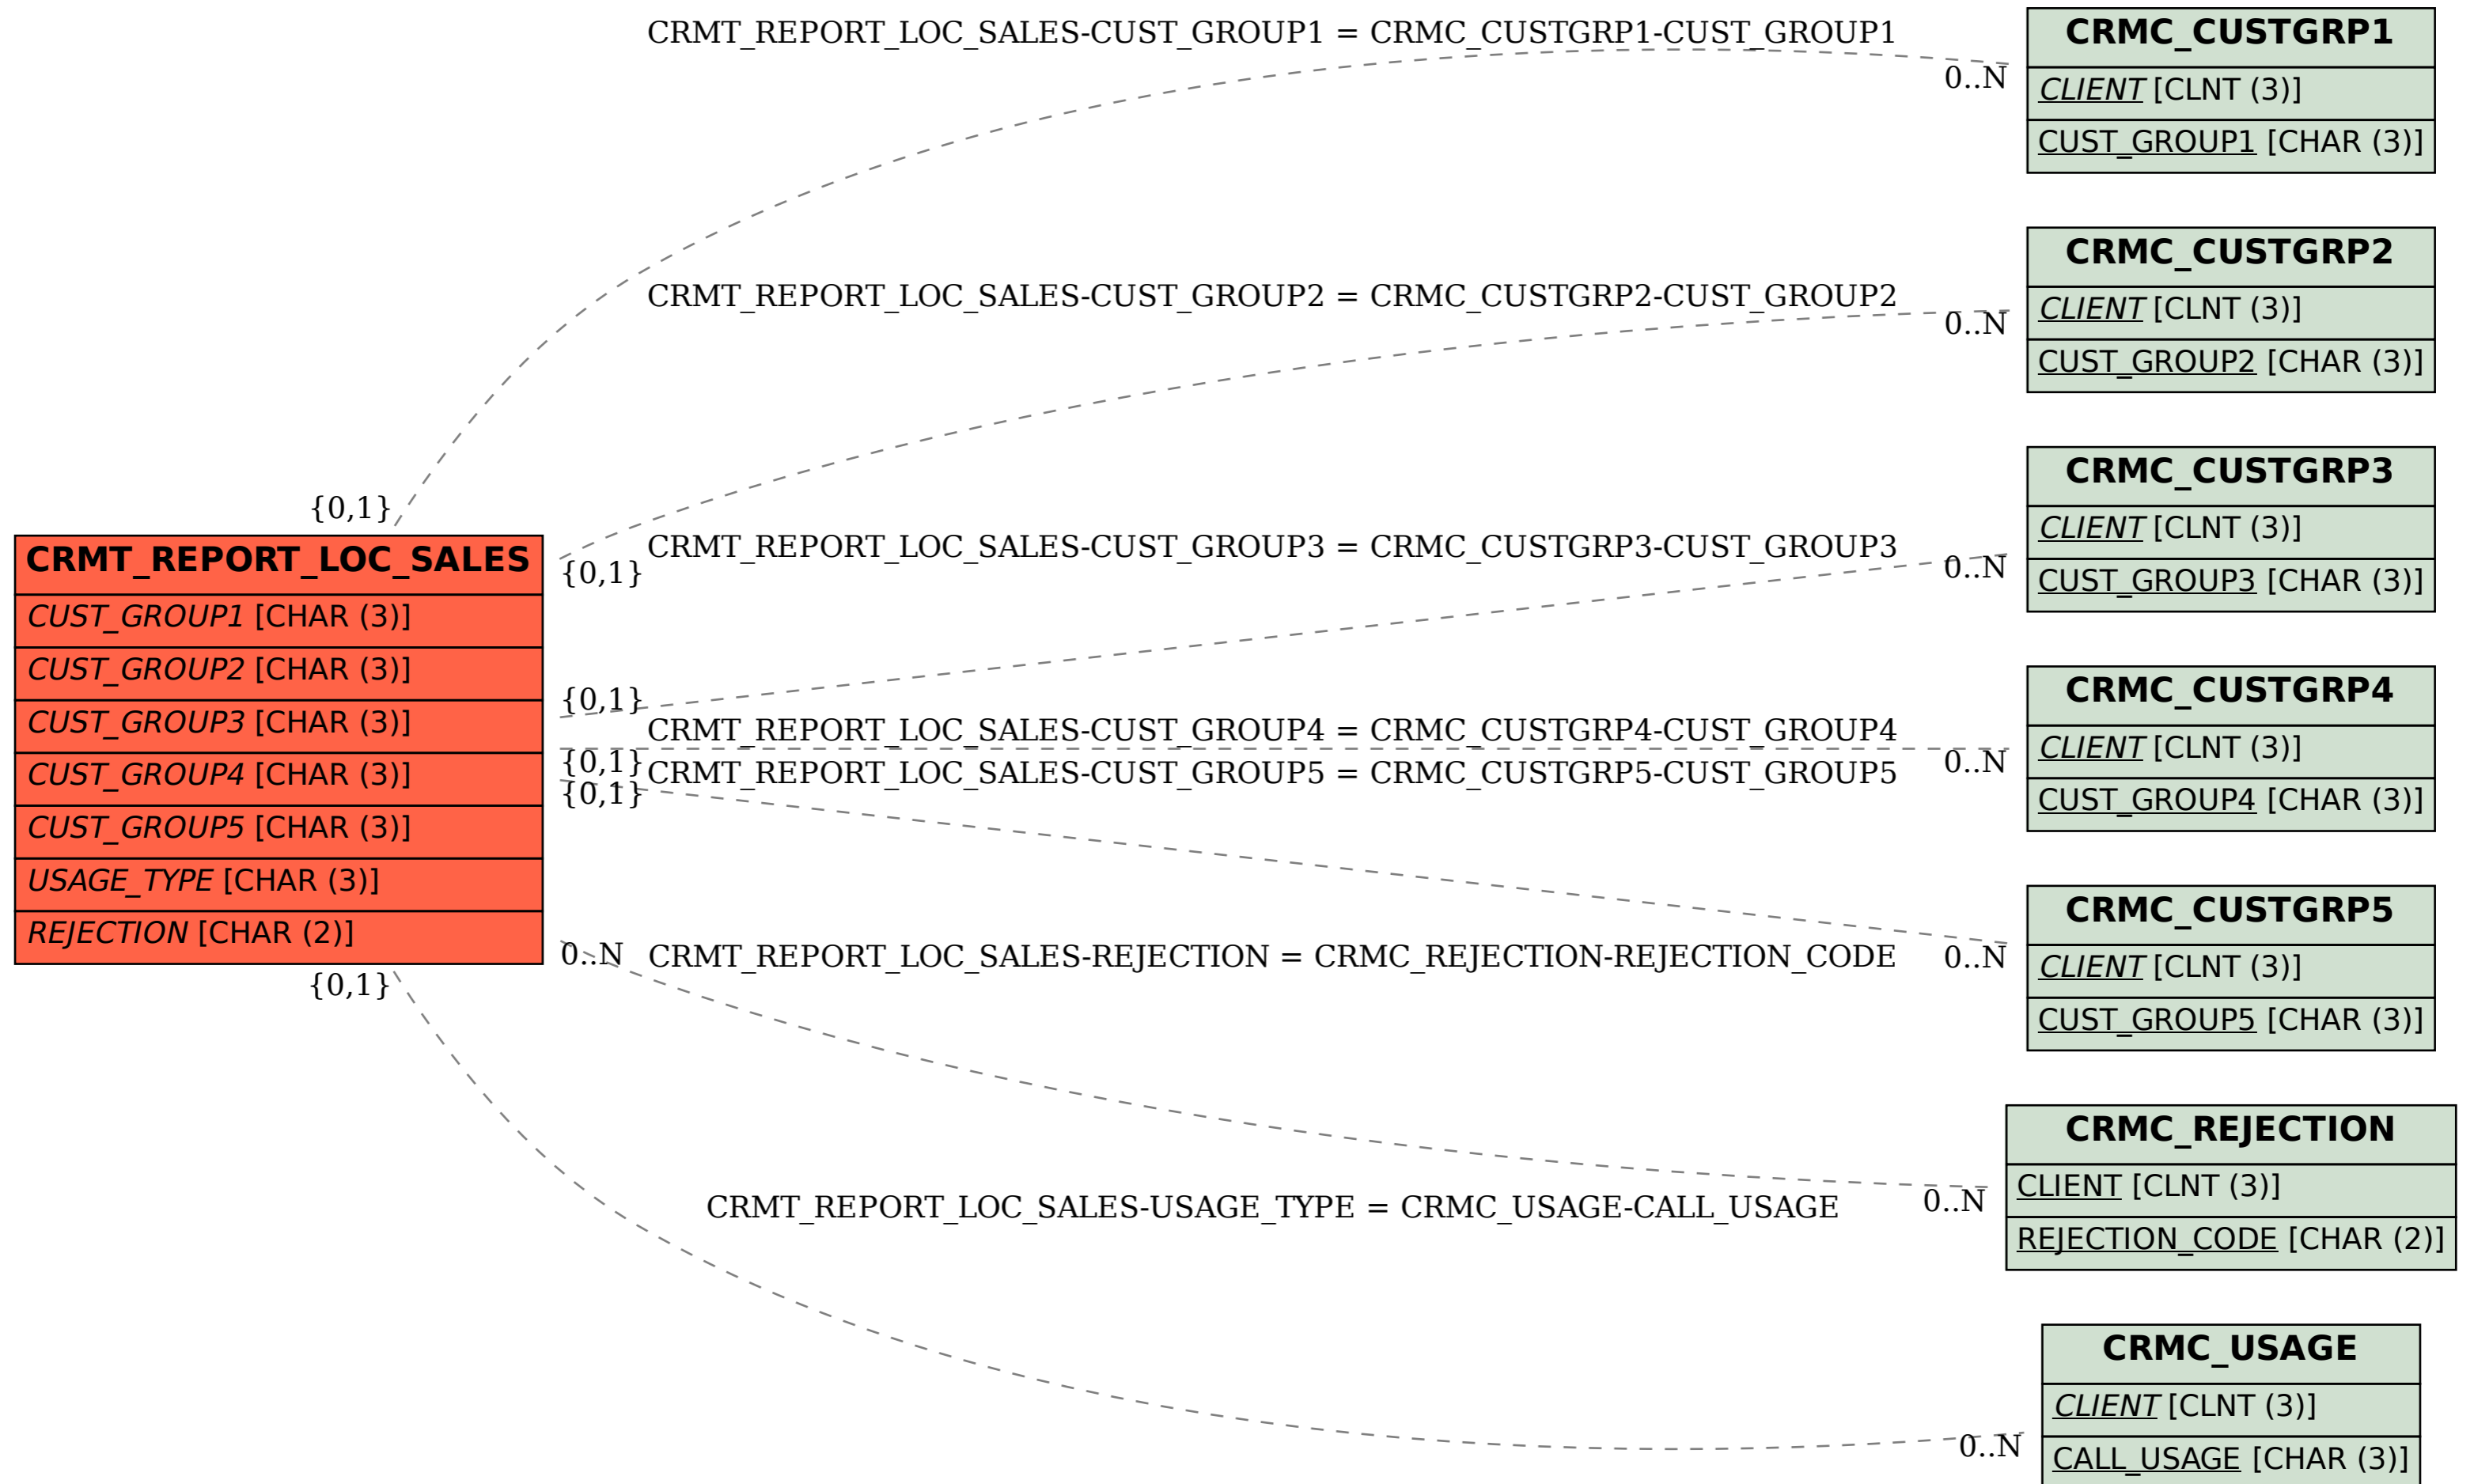 CRMT_REPORT_LOC_SALES-CUST_GROUP1 = CRMC_CUSTGRP1-CUST_GROUP1
0..N
{0,1}
CRMC_CUSTGRP1
CLIENT [CLNT (3)]
CUST_GROUP1 [CHAR (3)]
CRMT_REPORT_LOC_SALES-CUST_GROUP2 = CRMC_CUSTGRP2-CUST_GROUP2
0..N
{0,1}
CRMC_CUSTGRP2
CLIENT [CLNT (3)]
CUST_GROUP2 [CHAR (3)]
CRMT_REPORT_LOC_SALES-CUST_GROUP3 = CRMC_CUSTGRP3-CUST_GROUP3
0..N
{0,1}
CRMC_CUSTGRP3
CLIENT [CLNT (3)]
CUST_GROUP3 [CHAR (3)]
CRMT_REPORT_LOC_SALES
CUST_GROUP1 [CHAR (3)]
CUST_GROUP2 [CHAR (3)]
CUST_GROUP3 [CHAR (3)]
CUST_GROUP4 [CHAR (3)]
CUST_GROUP5 [CHAR (3)]
USAGE_TYPE [CHAR (3)]
REJECTION [CHAR (2)]
CRMT_REPORT_LOC_SALES-CUST_GROUP4 = CRMC_CUSTGRP4-CUST_GROUP4
0..N
{0,1}
CRMC_CUSTGRP4
CLIENT [CLNT (3)]
CUST_GROUP4 [CHAR (3)]
CRMT_REPORT_LOC_SALES-CUST_GROUP5 = CRMC_CUSTGRP5-CUST_GROUP5
0..N
{0,1}
CRMC_CUSTGRP5
CLIENT [CLNT (3)]
CUST_GROUP5 [CHAR (3)]
CRMT_REPORT_LOC_SALES-REJECTION = CRMC_REJECTION-REJECTION_CODE
0..N
0..N
CRMC_REJECTION
CLIENT [CLNT (3)]
REJECTION_CODE [CHAR (2)]
CRMT_REPORT_LOC_SALES-USAGE_TYPE = CRMC_USAGE-CALL_USAGE
0..N
{0,1}
CRMC_USAGE
CLIENT [CLNT (3)]
CALL_USAGE [CHAR (3)]